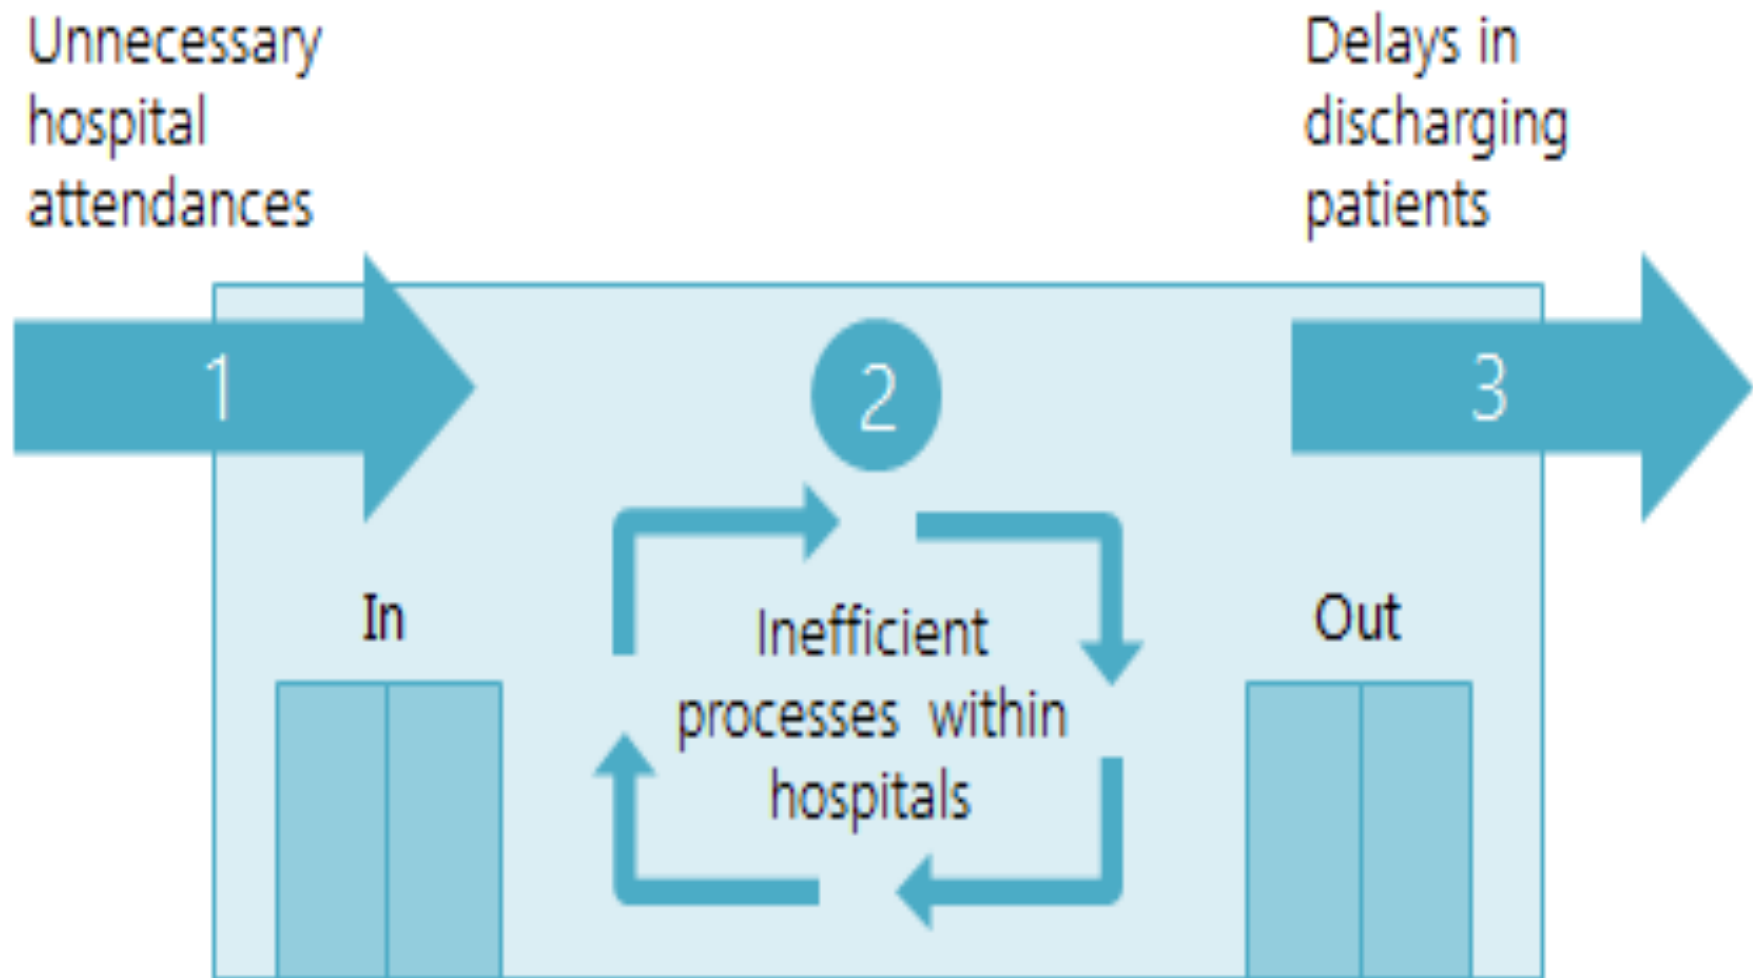 Unnecessary
hospital
attendances
Delays in
discharging
patients
1
2
3
In
Inefficient
processes within
hospitals
Out